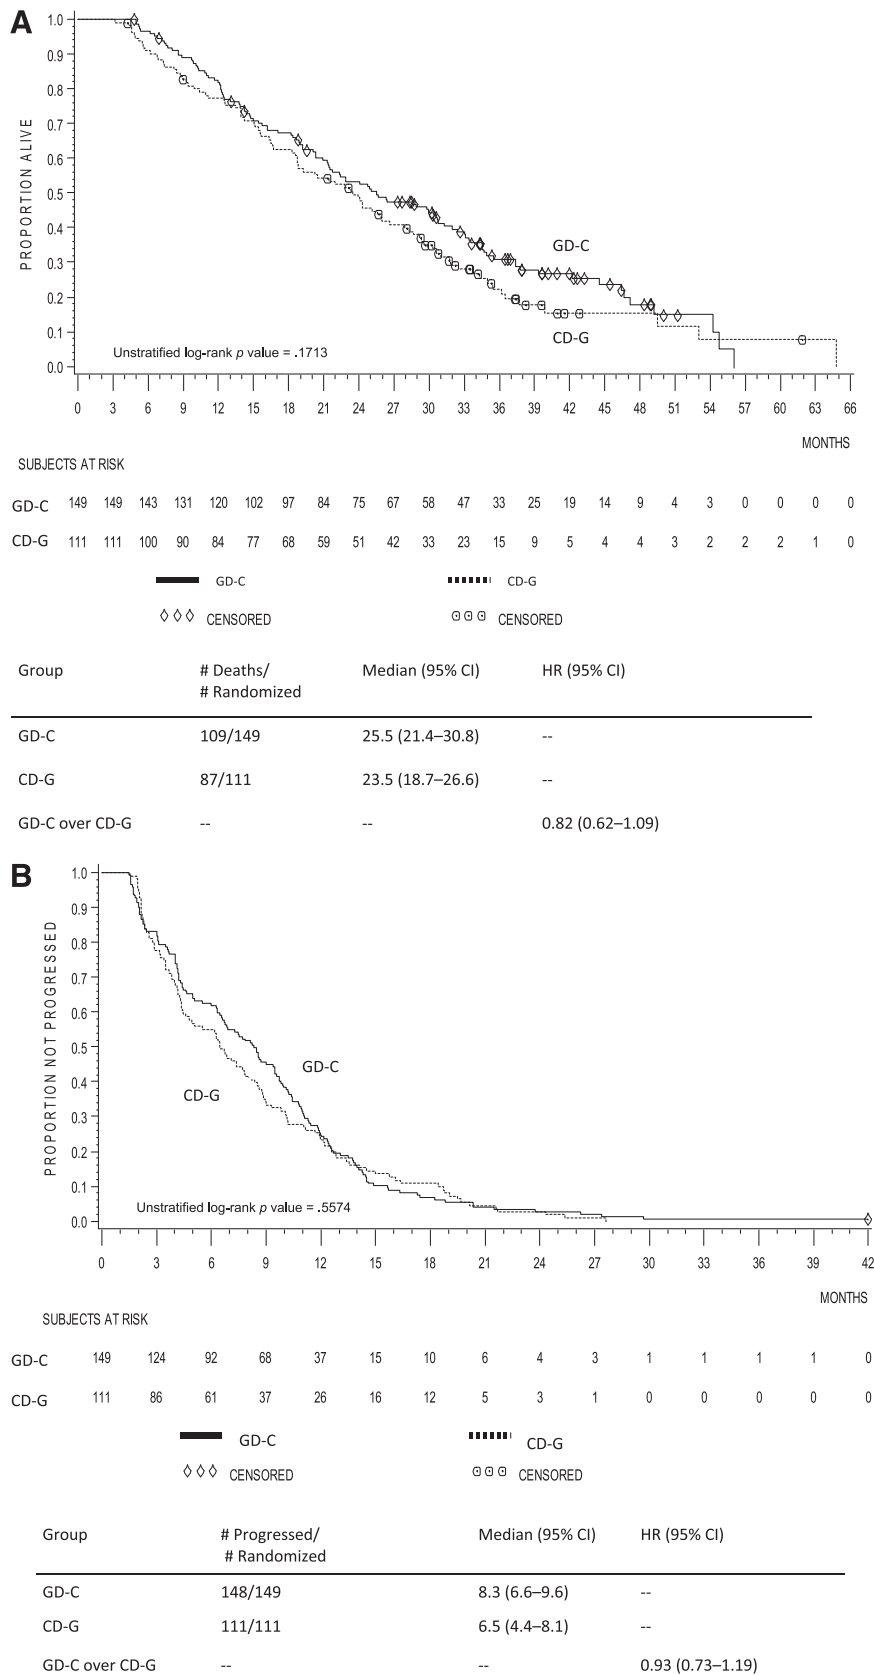 A
1.0
0.9
0.8
0.7
0.6
0.5
0.4
0.3
0.2
0.1
0.0
PROPORTION ALIVE
GD-C
CD-G
Unstratified log-rank p value = .1713
0 3 6 9 12 15 18 21 24 27 30 33 36 39 42 45 48 51 54 57 60 63 66
MONTHS
SUBJECTS AT RISK
GD-C 149 149 143 131 120 102 97 84 75 67 58 47 33 25 19 14 9 4 3 0 0 0 0
CD-G 111 111 100 90 84 77 68 59 51 42 33 23 15 9 5 4 4 3 2 2 2 1 0
GD-C CD-G
CENSORED CENSORED
Group # Deaths/ Median (95% CI) HR (95% CI)
# Randomized
GD-C 109/149 25.5 (21.4–30.8) --
CD-G 87/111 23.5 (18.7–26.6) --
GD-C over CD-G -- -- 0.82 (0.62–1.09)
B
1.0
0.9
0.8
0.7
0.6
0.5
0.4
0.3
0.2
0.1
0.0
PROPORTION NOT PROGRESSED
GD-C
CD-G
Unstratified log-rank p value = .5574
0 3 6 9 12 15 18 21 24 27 30 33 36 39 42
MONTHS
SUBJECTS AT RISK
GD-C 149 124 92 68 37 15 10 6 4 3 1 1 1 1 0
CD-G 111 86 61 37 26 16 12 5 3 1 0 0 0 0 0
GD-C CD-G
CENSORED CENSORED
Group # Progressed/ Median (95% CI) HR (95% CI)
# Randomized
GD-C 148/149 8.3 (6.6–9.6) --
CD-G 111/111 6.5 (4.4–8.1) --
GD-C over CD-G -- -- 0.93 (0.73–1.19)